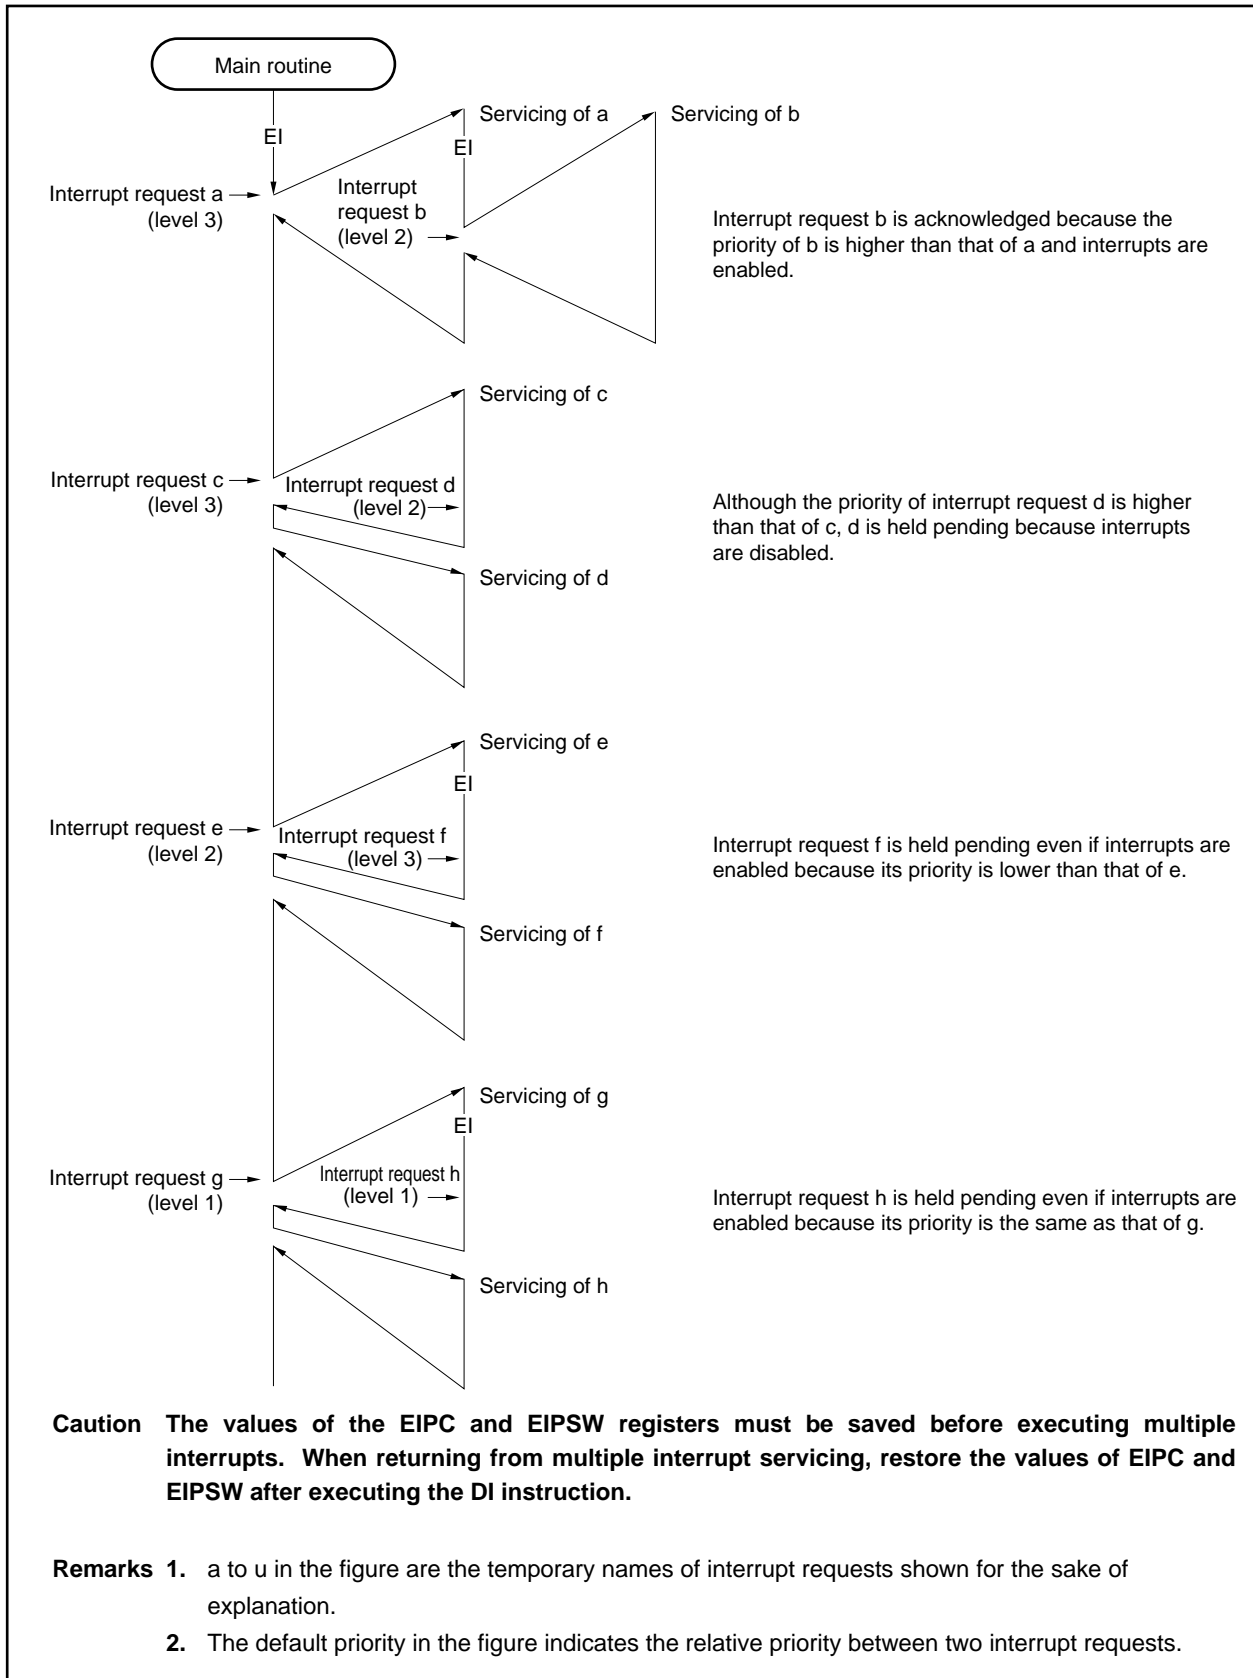 Main routine
EI
Servicing of a
Servicing of b
EI
Interrupt request a
(level 3)
Interrupt
request b
(level 2)
Interrupt request b is acknowledged because the
priority of b is higher than that of a and interrupts are
enabled.
Servicing of c
Interrupt request c
(level 3)
Interrupt request d
(level 2)
Although the priority of interrupt request d is higher
than that of c, d is held pending because interrupts
are disabled.
Servicing of d
Servicing of e
EI
Interrupt request e
(level 2)
Interrupt request f
(level 3)
Interrupt request f is held pending even if interrupts are
enabled because its priority is lower than that of e.
Servicing of f
Servicing of g
EI
Interrupt request g
(level 1)
Interrupt request h
(level 1)
Interrupt request h is held pending even if interrupts are
enabled because its priority is the same as that of g.
Servicing of h
Caution The values of the EIPC and EIPSW registers must be saved before executing multiple
interrupts. When returning from multiple interrupt servicing, restore the values of EIPC and
EIPSW after executing the DI instruction.
Remarks 1. a to u in the figure are the temporary names of interrupt requests shown for the sake of
explanation.
2. The default priority in the figure indicates the relative priority between two interrupt requests.